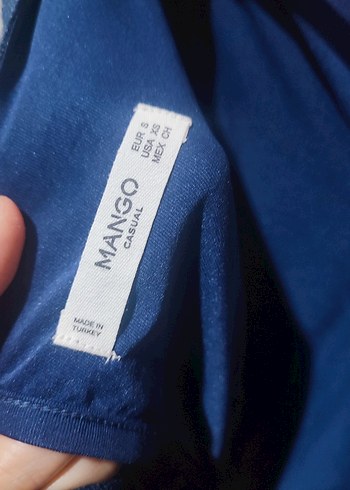 EUR S
USA XS
MEX CH
MANGO
CASUAL
MADE IN
TURKEY